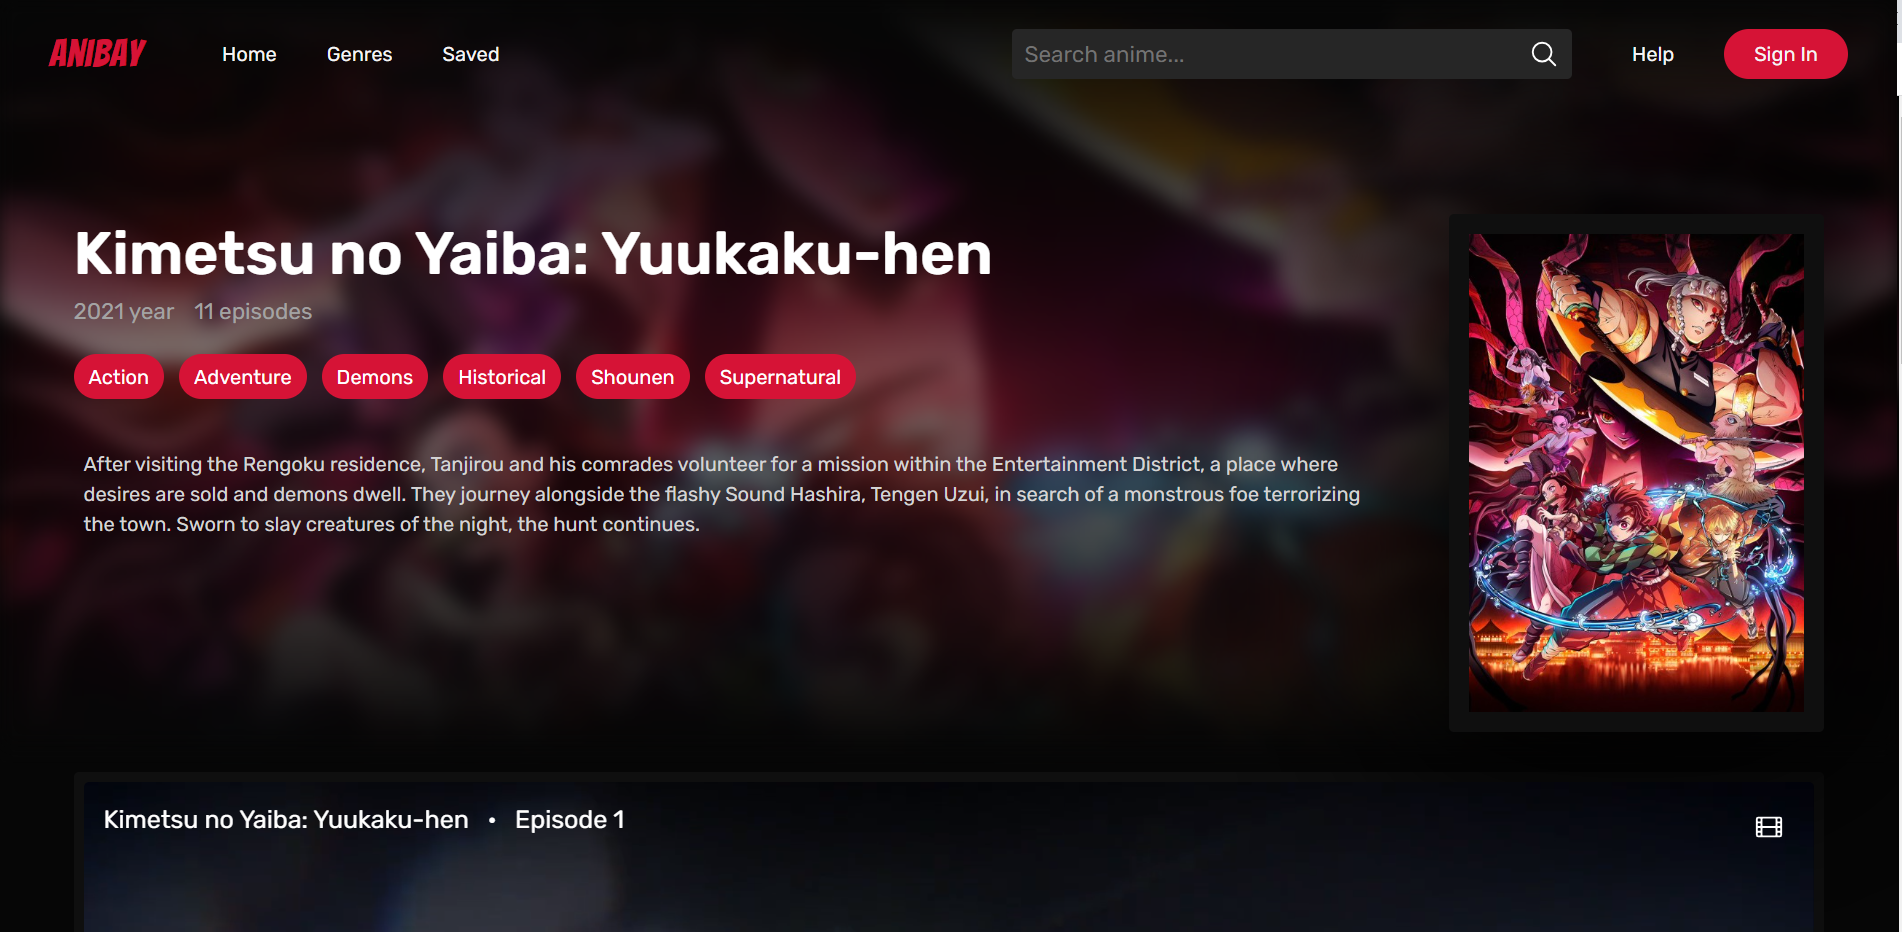 ANIBAY
Home
Genres
Saved
Search anime...
Help
Sign In
Kimetsu no Yaiba: Yuukaku-hen
2021 year 11 episodes
Action
Adventure
Demons
Historical
Shounen
Supernatural
After visiting the Rengoku residence, Tanjirou and his comrades volunteer for a mission within the Entertainment District, a place where
desires are sold and demons dwell. They journey alongside the flashy Sound Hashira, Tengen Uzui, in search of a monstrous foe terrorizing
the town. Sworn to slay creatures of the night, the hunt continues.
Kimetsu no Yaiba: Yuukaku-hen • Episode 1